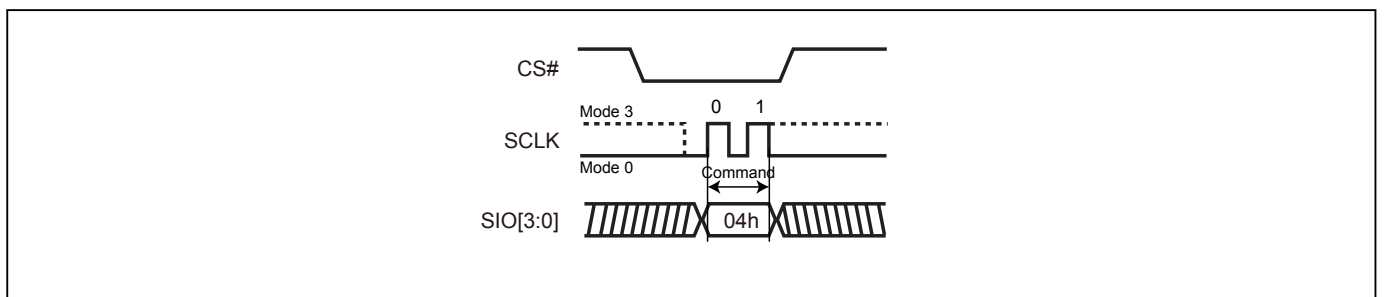 CS#
Mode 3
0 1
SCLK
Mode 0
Command
SIO[3:0]
04h